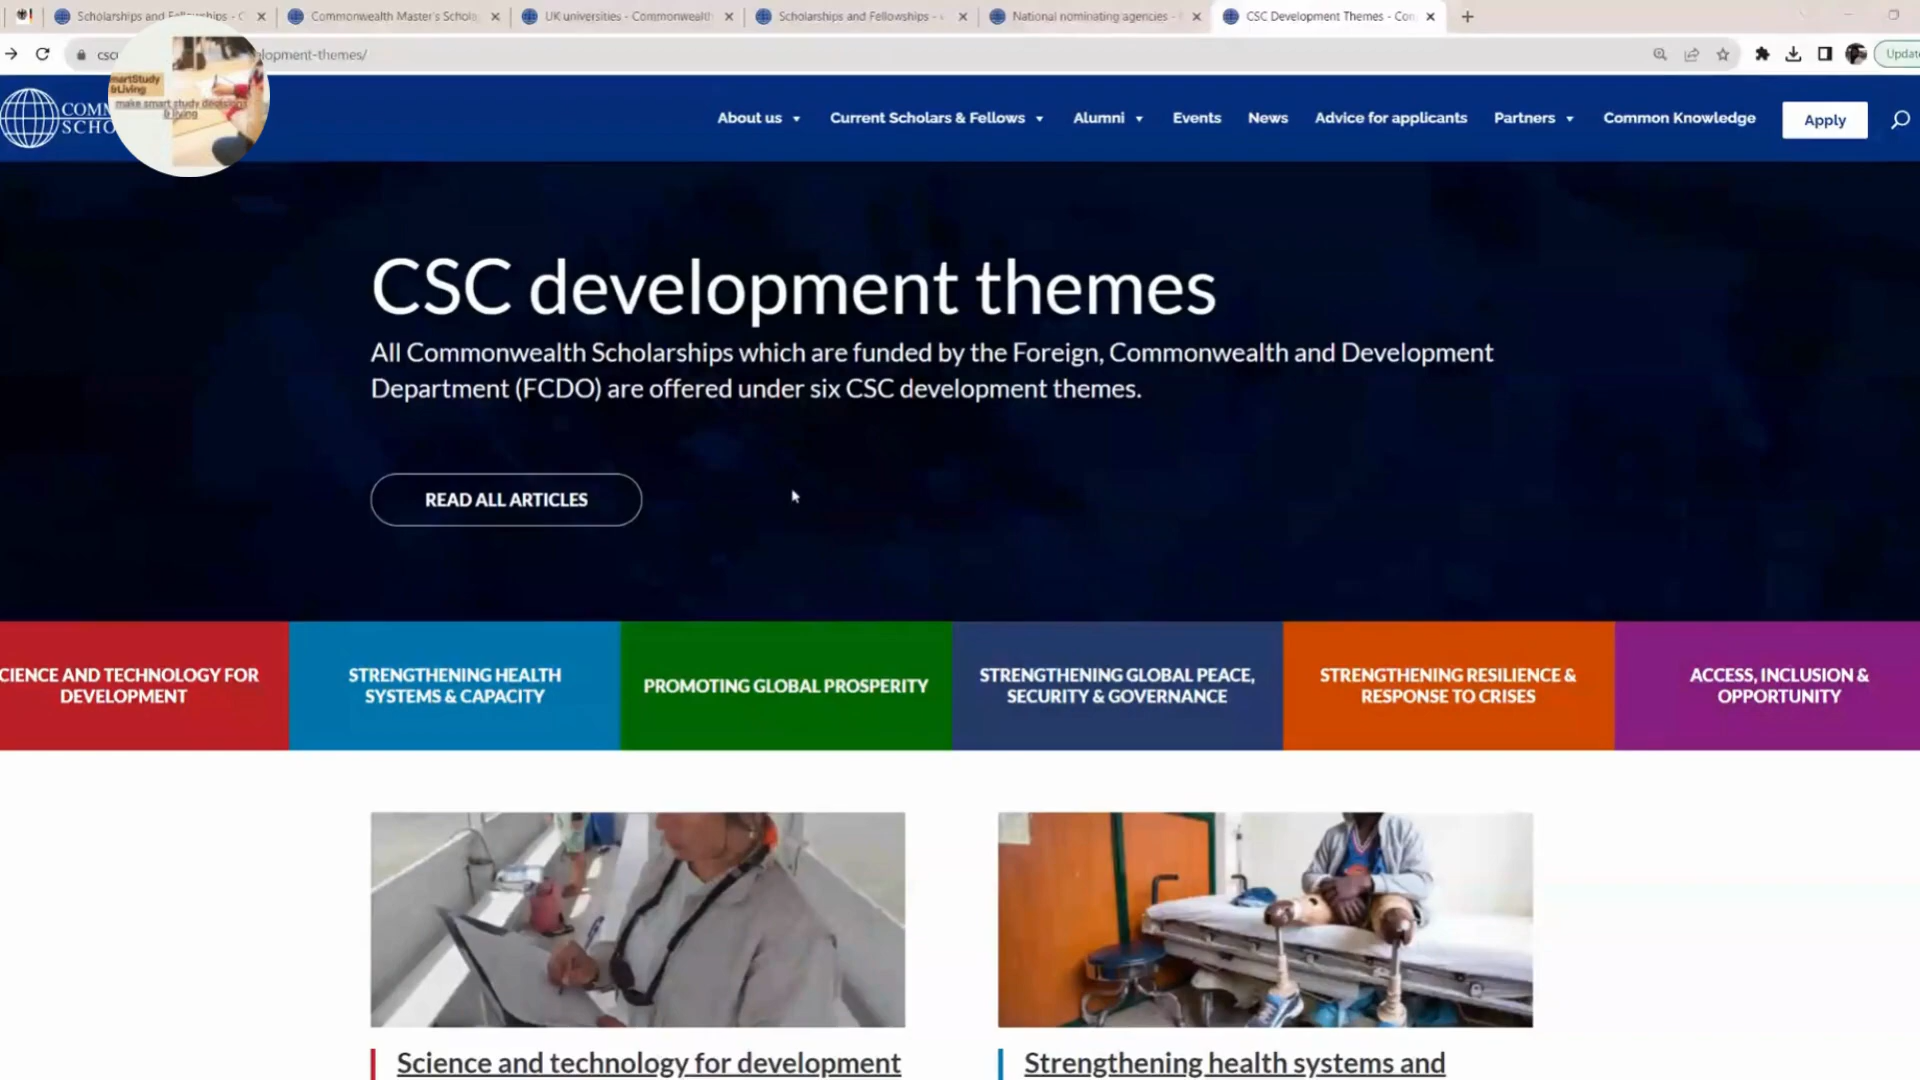 Scholarships and Fellowships - C
Commonwealth Master's Schola
UK universities - Commonwealth
Scholarships and Fellowships -
National nominating agencies -
CSC Development Themes - Com
csc
lopment-themes/
Update
martStudy
&Living
make smart study decisions
& living
COMM
SCHO
About us
Current Scholars & Fellows
Alumni
Events
News
Advice for applicants
Partners
Common Knowledge
Apply
CSC development themes
All Commonwealth Scholarships which are funded by the Foreign, Commonwealth and Development
Department (FCDO) are offered under six CSC development themes.
READ ALL ARTICLES
CIENCE AND TECHNOLOGY FOR
DEVELOPMENT
STRENGTHENING HEALTH
SYSTEMS & CAPACITY
PROMOTING GLOBAL PROSPERITY
STRENGTHENING GLOBAL PEACE,
SECURITY & GOVERNANCE
STRENGTHENING RESILIENCE &
RESPONSE TO CRISES
ACCESS, INCLUSION &
OPPORTUNITY
Science and technology for development
Strengthening health systems and